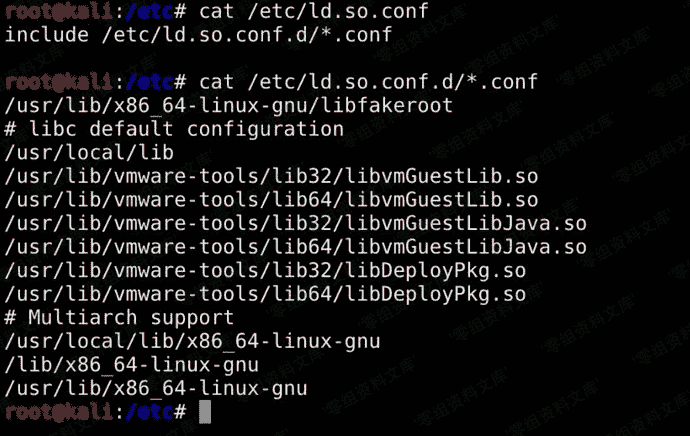 root@kali:/etc# cat /etc/ld.so.conf
include /etc/ld.so.conf.d/*.conf
root@kali:/etc# cat /etc/ld.so.conf.d/*.conf
/usr/lib/x86_64-linux-gnu/libfakeroot
# libc default configuration
/usr/local/lib
/usr/lib/vmware-tools/lib32/libvmGuestLib.so
/usr/lib/vmware-tools/lib64/libvmGuestLib.so
/usr/lib/vmware-tools/lib32/libvmGuestLibJava.so
/usr/lib/vmware-tools/lib64/libvmGuestLibJava.so
/usr/lib/vmware-tools/lib32/libDeployPkg.so
/usr/lib/vmware-tools/lib64/libDeployPkg.so
# Multiarch support
/usr/local/lib/x86_64-linux-gnu
/lib/x86_64-linux-gnu
/usr/lib/x86_64-linux-gnu
root@kali:/etc#